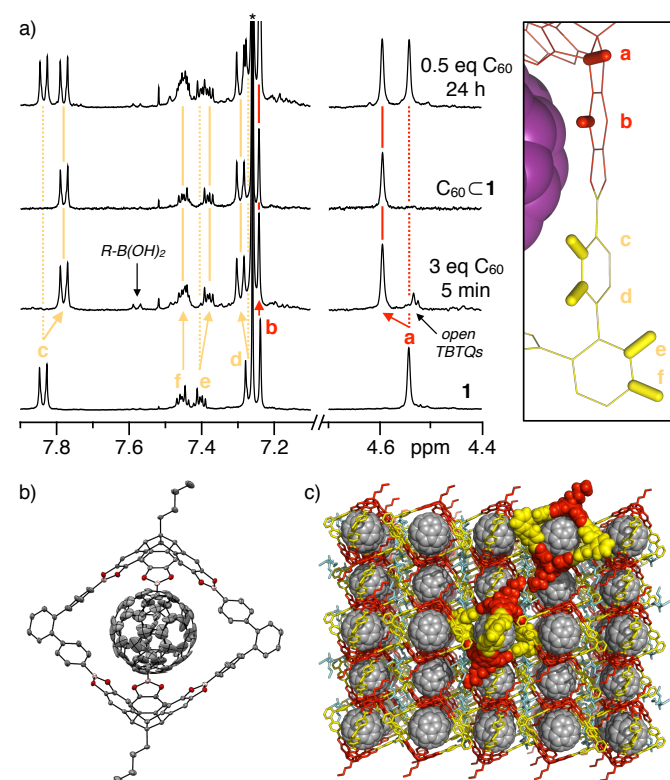 a)
*
0.5 eq C₆₀
24 h
C₆₀⊂1
R-B(OH)₂
3 eq C₆₀
5 min
c
f
e
d
b
a
open
TBTQs
1
7.8
7.6
7.4
7.2
4.6
ppm
4.4
a
b
c
d
e
f
b)
c)